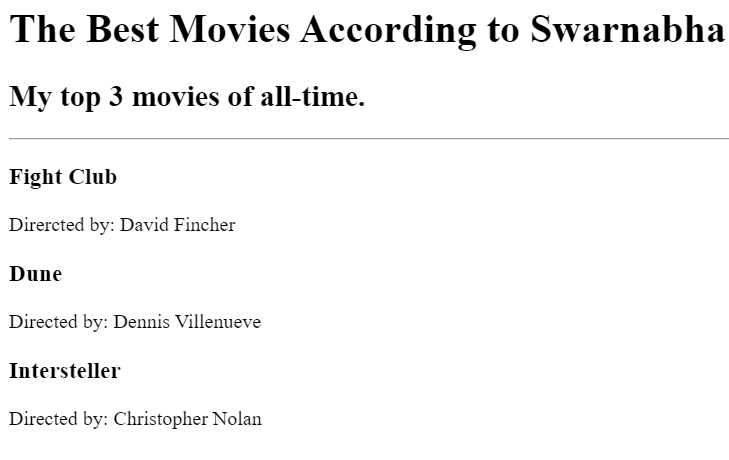 The Best Movies According to Swarnabha
My top 3 movies of all-time.
Fight Club
Dirercted by: David Fincher
Dune
Directed by: Dennis Villenueve
Intersteller
Directed by: Christopher Nolan